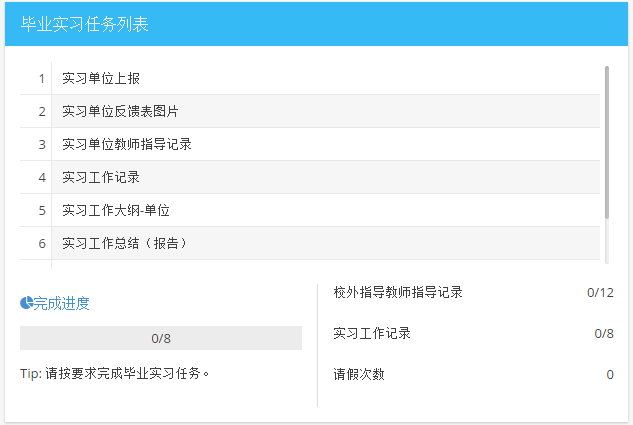 毕业实习任务列表
1 实习单位上报
2 实习单位反馈表图片
3 实习单位教师指导记录
4 实习工作记录
5 实习工作大纲-单位
6 实习工作总结（报告）
完成进度
0/8
Tip: 请按要求完成毕业实习任务。
校外指导教师指导记录 0/12
实习工作记录 0/8
请假次数 0